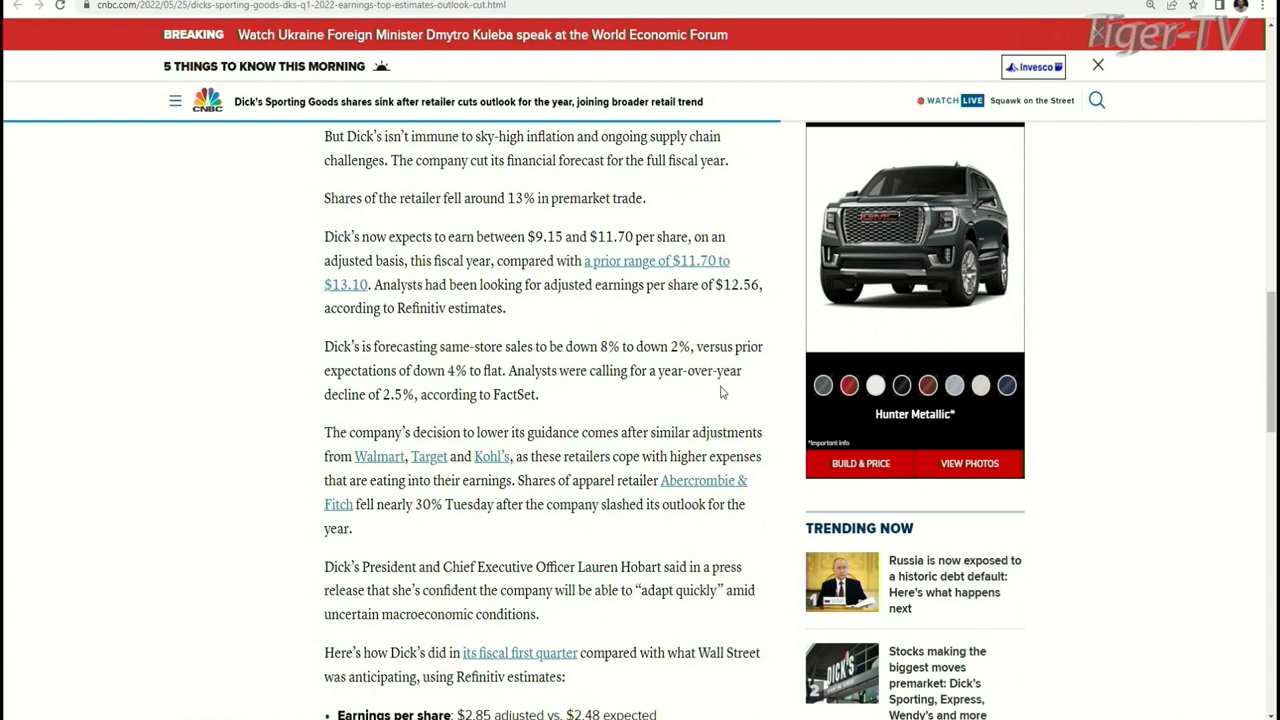 cnbc.com/2022/05/25/dicks-sporting-goods-dks-q1-2022-earnings-top-estimates-outlook-cut.html
Tiger-TV
BREAKING Watch Ukraine Foreign Minister Dmytro Kuleba speak at the World Economic Forum
5 THINGS TO KNOW THIS MORNING
Invesco
CNBC
Dick's Sporting Goods shares sink after retailer cuts outlook for the year, joining broader retail trend
WATCH LIVE Squawk on the Street
But Dick's isn't immune to sky-high inflation and ongoing supply chain
challenges. The company cut its financial forecast for the full fiscal year.
Shares of the retailer fell around 13% in premarket trade.
Dick's now expects to earn between $9.15 and $11.70 per share, on an
adjusted basis, this fiscal year, compared with a prior range of $11.70 to
$13.10. Analysts had been looking for adjusted earnings per share of $12.56,
according to Refinitiv estimates.
Dick's is forecasting same-store sales to be down 8% to down 2%, versus prior
expectations of down 4% to flat. Analysts were calling for a year-over-year
decline of 2.5%, according to FactSet.
The company's decision to lower its guidance comes after similar adjustments
from Walmart, Target and Kohl's, as these retailers cope with higher expenses
that are eating into their earnings. Shares of apparel retailer Abercrombie &
Fitch fell nearly 30% Tuesday after the company slashed its outlook for the
year.
Dick's President and Chief Executive Officer Lauren Hobart said in a press
release that she's confident the company will be able to "adapt quickly" amid
uncertain macroeconomic conditions.
Here's how Dick's did in its fiscal first quarter compared with what Wall Street
was anticipating, using Refinitiv estimates:
• Earnings per share: $2.85 adjusted vs. $2.48 expected
GMC
Hunter Metallic*
*Important Info
BUILD & PRICE VIEW PHOTOS
TRENDING NOW
1
Russia is now exposed to
a historic debt default:
Here's what happens
next
2
DICK'S
Stocks making the
biggest moves
premarket: Dick's
Sporting, Express,
Wendy's and more